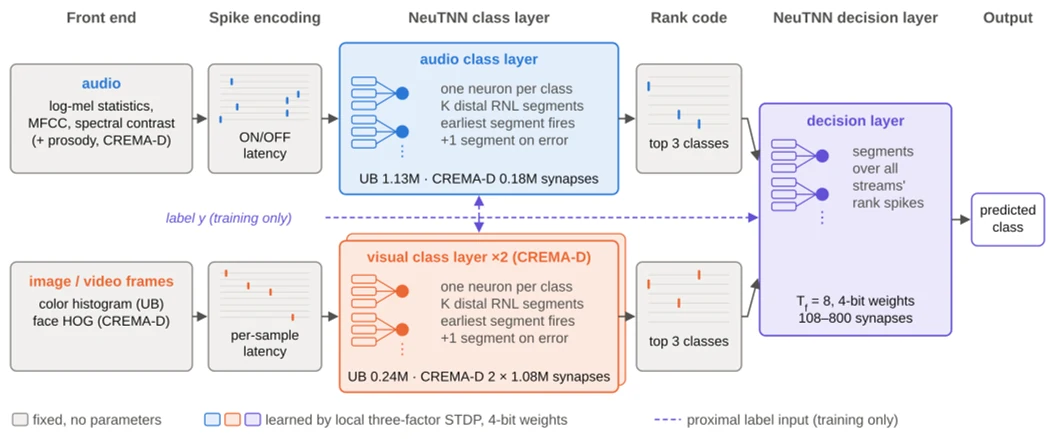 Front end
Spike encoding
NeuTNN class layer
Rank code
NeuTNN decision layer
Output
audio
log-mel statistics,
MFCC, spectral contrast
(+ prosody, CREMA-D)
ON/OFF
latency
audio class layer
one neuron per class
K distal RNL segments
earliest segment fires
+1 segment on error
UB 1.13M · CREMA-D 0.18M synapses
top 3 classes
decision layer
segments
over all
streams'
rank spikes
T_f = 8, 4-bit weights
108–800 synapses
predicted
class
label y (training only)
image / video frames
color histogram (UB)
face HOG (CREMA-D)
per-sample
latency
visual class layer ×2 (CREMA-D)
one neuron per class
K distal RNL segments
earliest segment fires
+1 segment on error
UB 0.24M · CREMA-D 2 × 1.08M synapses
top 3 classes
fixed, no parameters
learned by local three-factor STDP, 4-bit weights
proximal label input (training only)